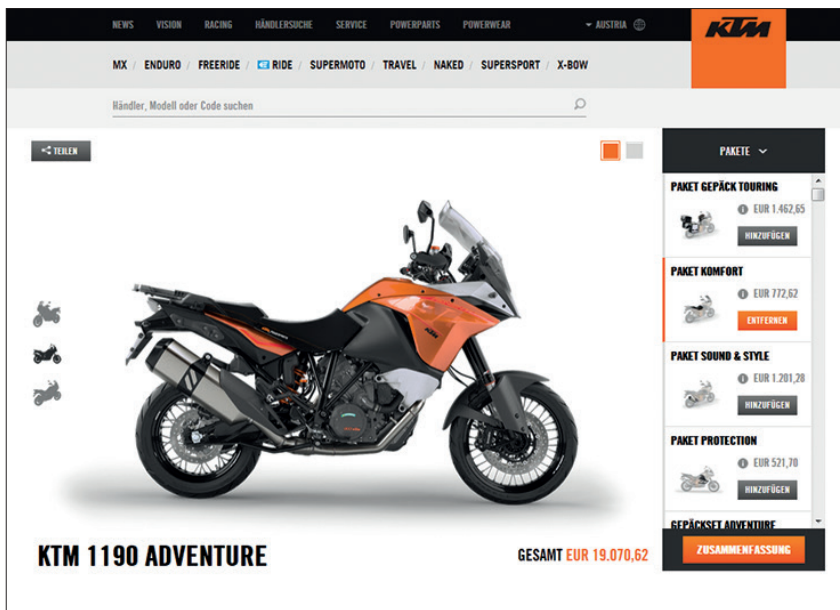 NEWS VISION RACING HÄNDLERSUCHE SERVICE POWERPARTS POWERWEAR AUSTRIA
KTM
MX / ENDURO / FREERIDE / E RIDE / SUPERMOTO / TRAVEL / NAKED / SUPERSPORT / X-BOW
Händler, Modell oder Code suchen
TEILEN
PAKETE
PAKET GEPÄCK TOURING
EUR 1.462,65
HINZUFÜGEN
PAKET KOMFORT
EUR 772,62
ENTFERNEN
PAKET SOUND & STYLE
EUR 1.201,28
HINZUFÜGEN
PAKET PROTECTION
EUR 521,70
HINZUFÜGEN
GEPÄCKSET ADVENTURE
KTM
KTM 1190 ADVENTURE
GESAMT EUR 19.070,62
ZUSAMMENFASSUNG